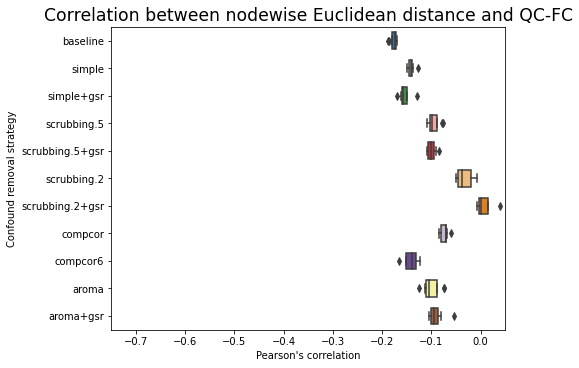 Correlation between nodewise Euclidean distance and QC-FC
Confound removal strategy
baseline
simple
simple+gsr
scrubbing.5
scrubbing.5+gsr
scrubbing.2
scrubbing.2+gsr
compcor
compcor6
aroma
aroma+gsr
−0.7 −0.6 −0.5 −0.4 −0.3 −0.2 −0.1 0.0
Pearson's correlation